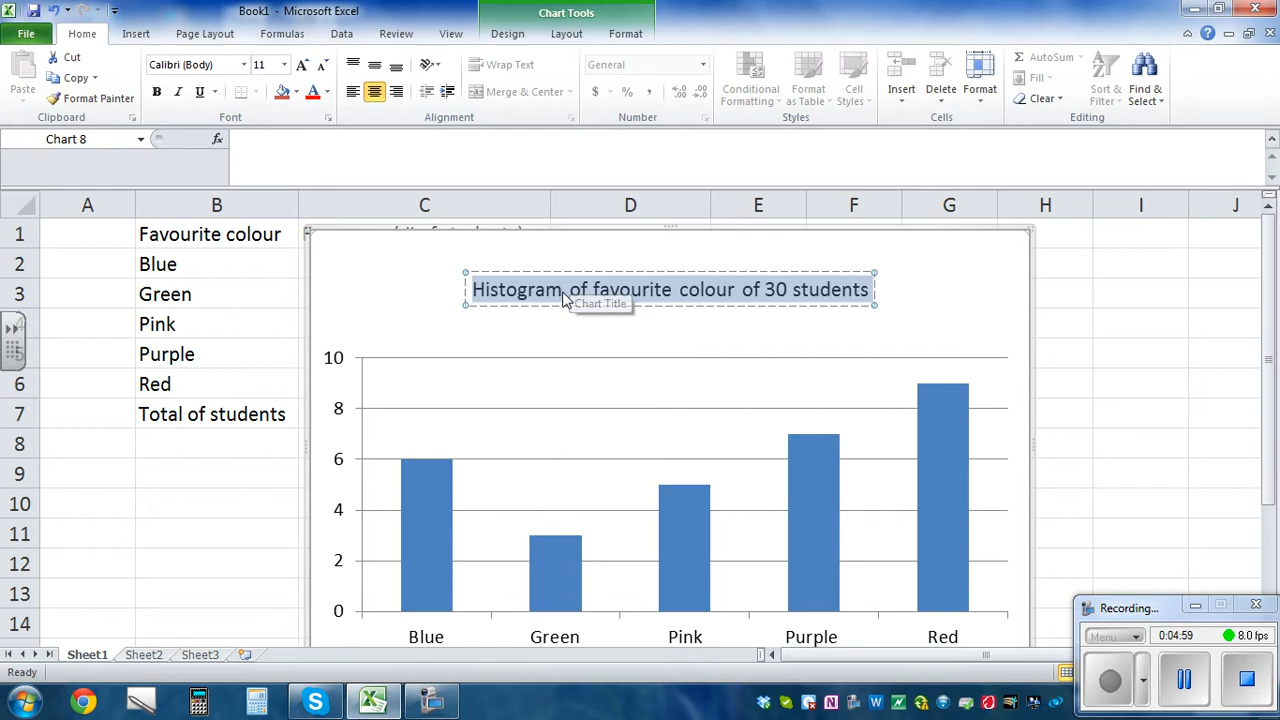 Book1 - Microsoft Excel
Chart Tools
File Home Insert Page Layout Formulas Data Review View Design Layout Format
Paste
Cut
Copy
Format Painter
Clipboard
Calibri (Body) 11
B I U
Font
Wrap Text
Merge & Center
Alignment
General
$ % ,
Number
Conditional Formatting
Format as Table
Cell Styles
Styles
Insert Delete Format
Cells
AutoSum
Fill
Clear
Sort & Filter
Find & Select
Editing
Chart 8 fx
A B C D E F G H I J
1 Favourite colour
2 Blue
3 Green
4 Pink
5 Purple
6 Red
7 Total of students
8
9
10
11
12
13
14
Histogram of favourite colour of 30 students
Chart Title
10
8
6
4
2
0
Blue Green Pink Purple Red
Recording...
Menu 0:04:59 8.0 fps
Sheet1 Sheet2 Sheet3
Ready